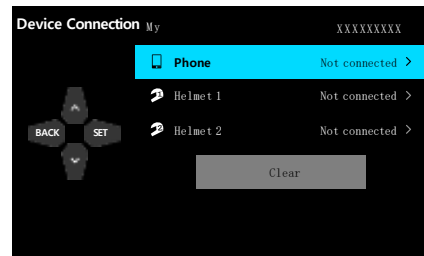 Device Connection My XXXXXXXXX
Phone Not connected >
Helmet 1 Not connected >
BACK SET
Helmet 2 Not connected >
Clear